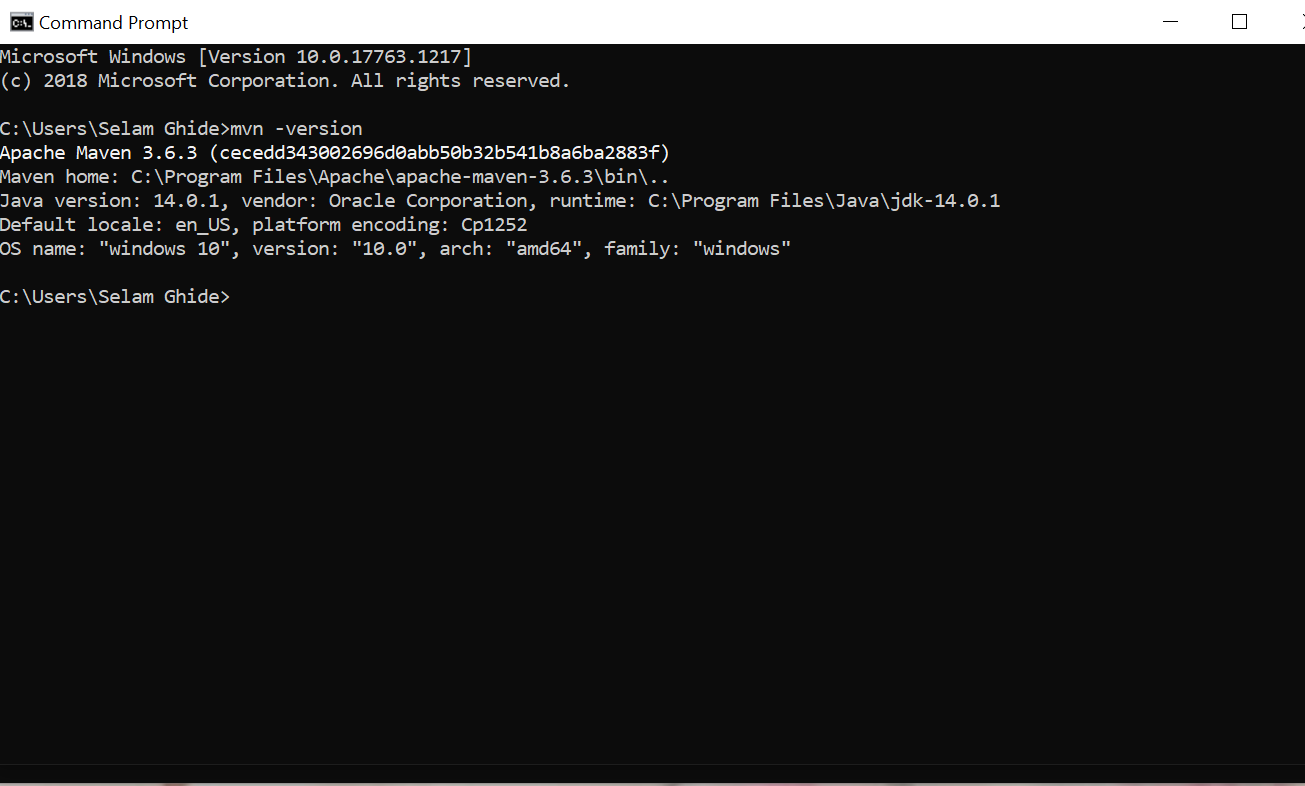 Command Prompt
Microsoft Windows [Version 10.0.17763.1217]
(c) 2018 Microsoft Corporation. All rights reserved.
C:\Users\Selam Ghide>mvn -version
Apache Maven 3.6.3 (cecedd343002696d0abb50b32b541b8a6ba2883f)
Maven home: C:\Program Files\Apache\apache-maven-3.6.3\bin\..
Java version: 14.0.1, vendor: Oracle Corporation, runtime: C:\Program Files\Java\jdk-14.0.1
Default locale: en_US, platform encoding: Cp1252
OS name: "windows 10", version: "10.0", arch: "amd64", family: "windows"
C:\Users\Selam Ghide>